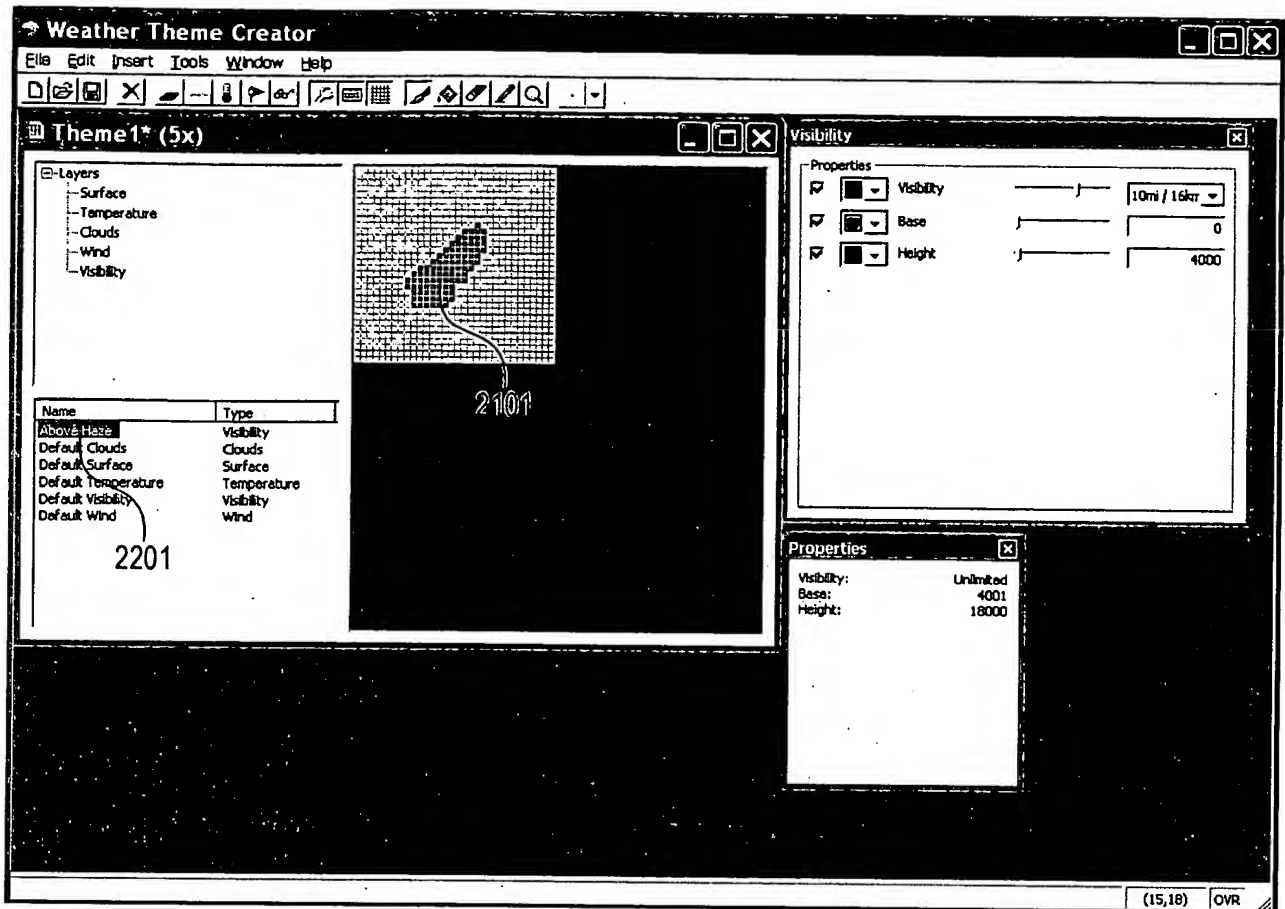 Weather Theme Creator
File Edit Insert Tools Window Help
Theme1* (5x)
Layers
Surface
Temperature
Clouds
Wind
Visibility
2101
Name Type
Above Haze Visibility
Default Clouds Clouds
Default Surface Surface
Default Temperature Temperature
Default Visibility Visibility
Default Wind Wind
2201
Visibility
Properties
Visibility 10mi / 16km
Base 0
Height 4000
Properties
Visibility: Unlimited
Base: 4001
Height: 18000
(15,18) OVR